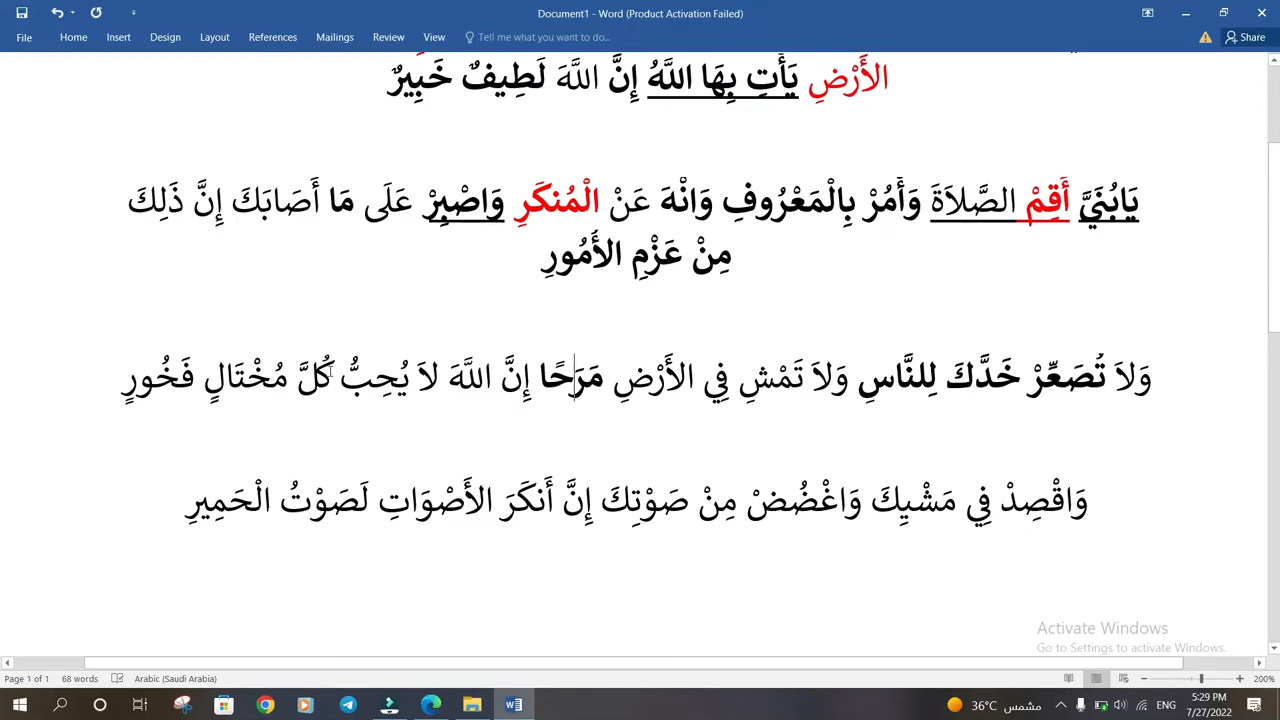 Document1 - Word (Product Activation Failed)
File Home Insert Design Layout References Mailings Review View Tell me what you want to do... Share
الأَرْضِ يَأْتِ بِهَا اللَّهُ إِنَّ اللَّهَ لَطِيفٌ خَبِيرٌ
يَابُنَيَّ أَقِمْ الصَّلاَةَ وَأْمُرْ بِالْمَعْرُوفِ وَانْهَ عَنْ الْمُنكَرِ وَاصْبِرْ عَلَى مَا أَصَابَكَ إِنَّ ذَلِكَ
مِنْ عَزْمِ الأُمُورِ
وَلاَ تُصَعِّرْ خَدَّكَ لِلنَّاسِ وَلاَ تَمْشِ فِي الأَرْضِ مَرَحًا إِنَّ اللَّهَ لاَ يُحِبُّ كُلَّ مُخْتَالٍ فَخُورٍ
وَاقْصِدْ فِي مَشْيِكَ وَاغْضُضْ مِنْ صَوْتِكَ إِنَّ أَنكَرَ الأَصْوَاتِ لَصَوْتُ الْحَمِيرِ
Activate Windows
Go to Settings to activate Windows.
Page 1 of 1 68 words Arabic (Saudi Arabia) 200%
36°C مشمس 5:29 PM
7/27/2022